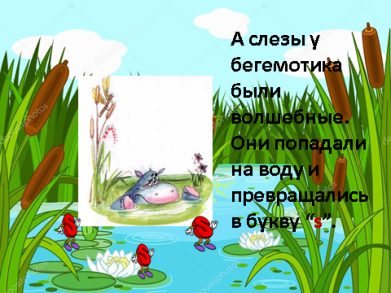 А слезы у
бегемотика
были
волшебные.
Они попадали
на воду и
превращались
в букву “s”.